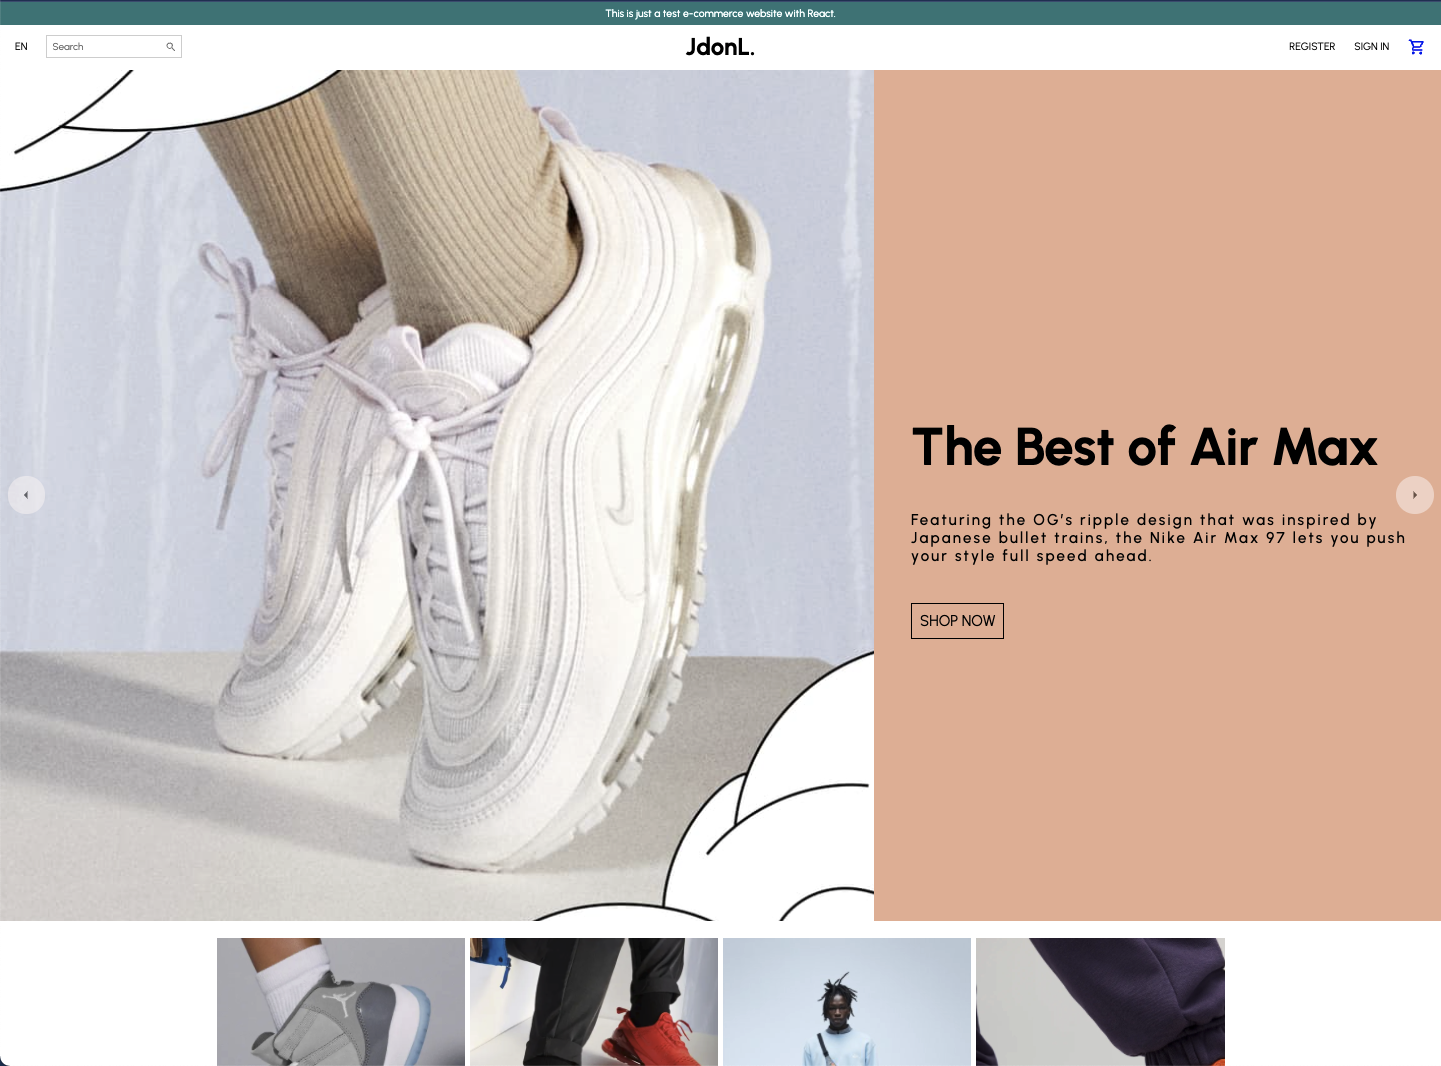 This is just a test e-commerce website with React.
EN
Search
JdonL.
REGISTER
SIGN IN
The Best of Air Max
Featuring the OG's ripple design that was inspired by
Japanese bullet trains, the Nike Air Max 97 lets you push
your style full speed ahead.
SHOP NOW